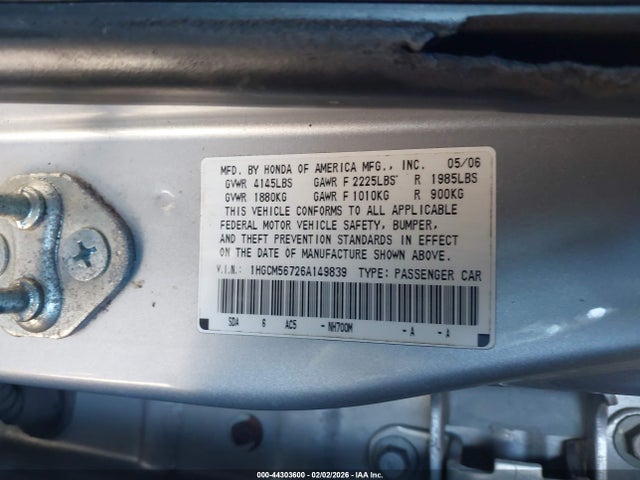 MFD. BY HONDA OF AMERICA MFG., INC. 05/06
GVWR 4145LBS GAWR F 2225LBS R 1985LBS
GVWR 1880KG GAWR F 1010KG R 900KG
THIS VEHICLE CONFORMS TO ALL APPLICABLE
FEDERAL MOTOR VEHICLE SAFETY, BUMPER,
AND THEFT PREVENTION STANDARDS IN EFFECT
ON THE DATE OF MANUFACTURE SHOWN ABOVE.
V.I.N.: 1HGCM56726A149839 TYPE: PASSENGER CAR
SDA 6 AC5 - NH700M - A - A
000-44303600 - 02/02/2026 - IAA Inc.